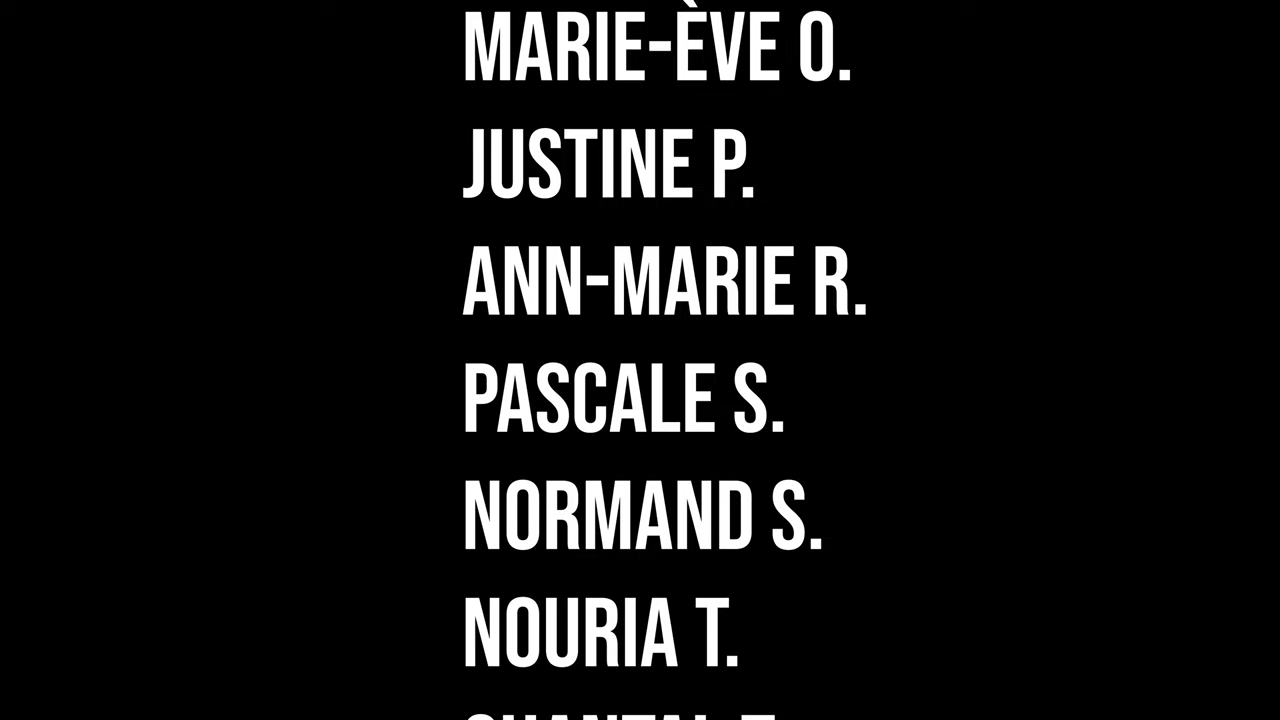 MARIE-ÈVE O.
JUSTINE P.
ANN-MARIE R.
PASCALE S.
NORMAND S.
NOURIA T.